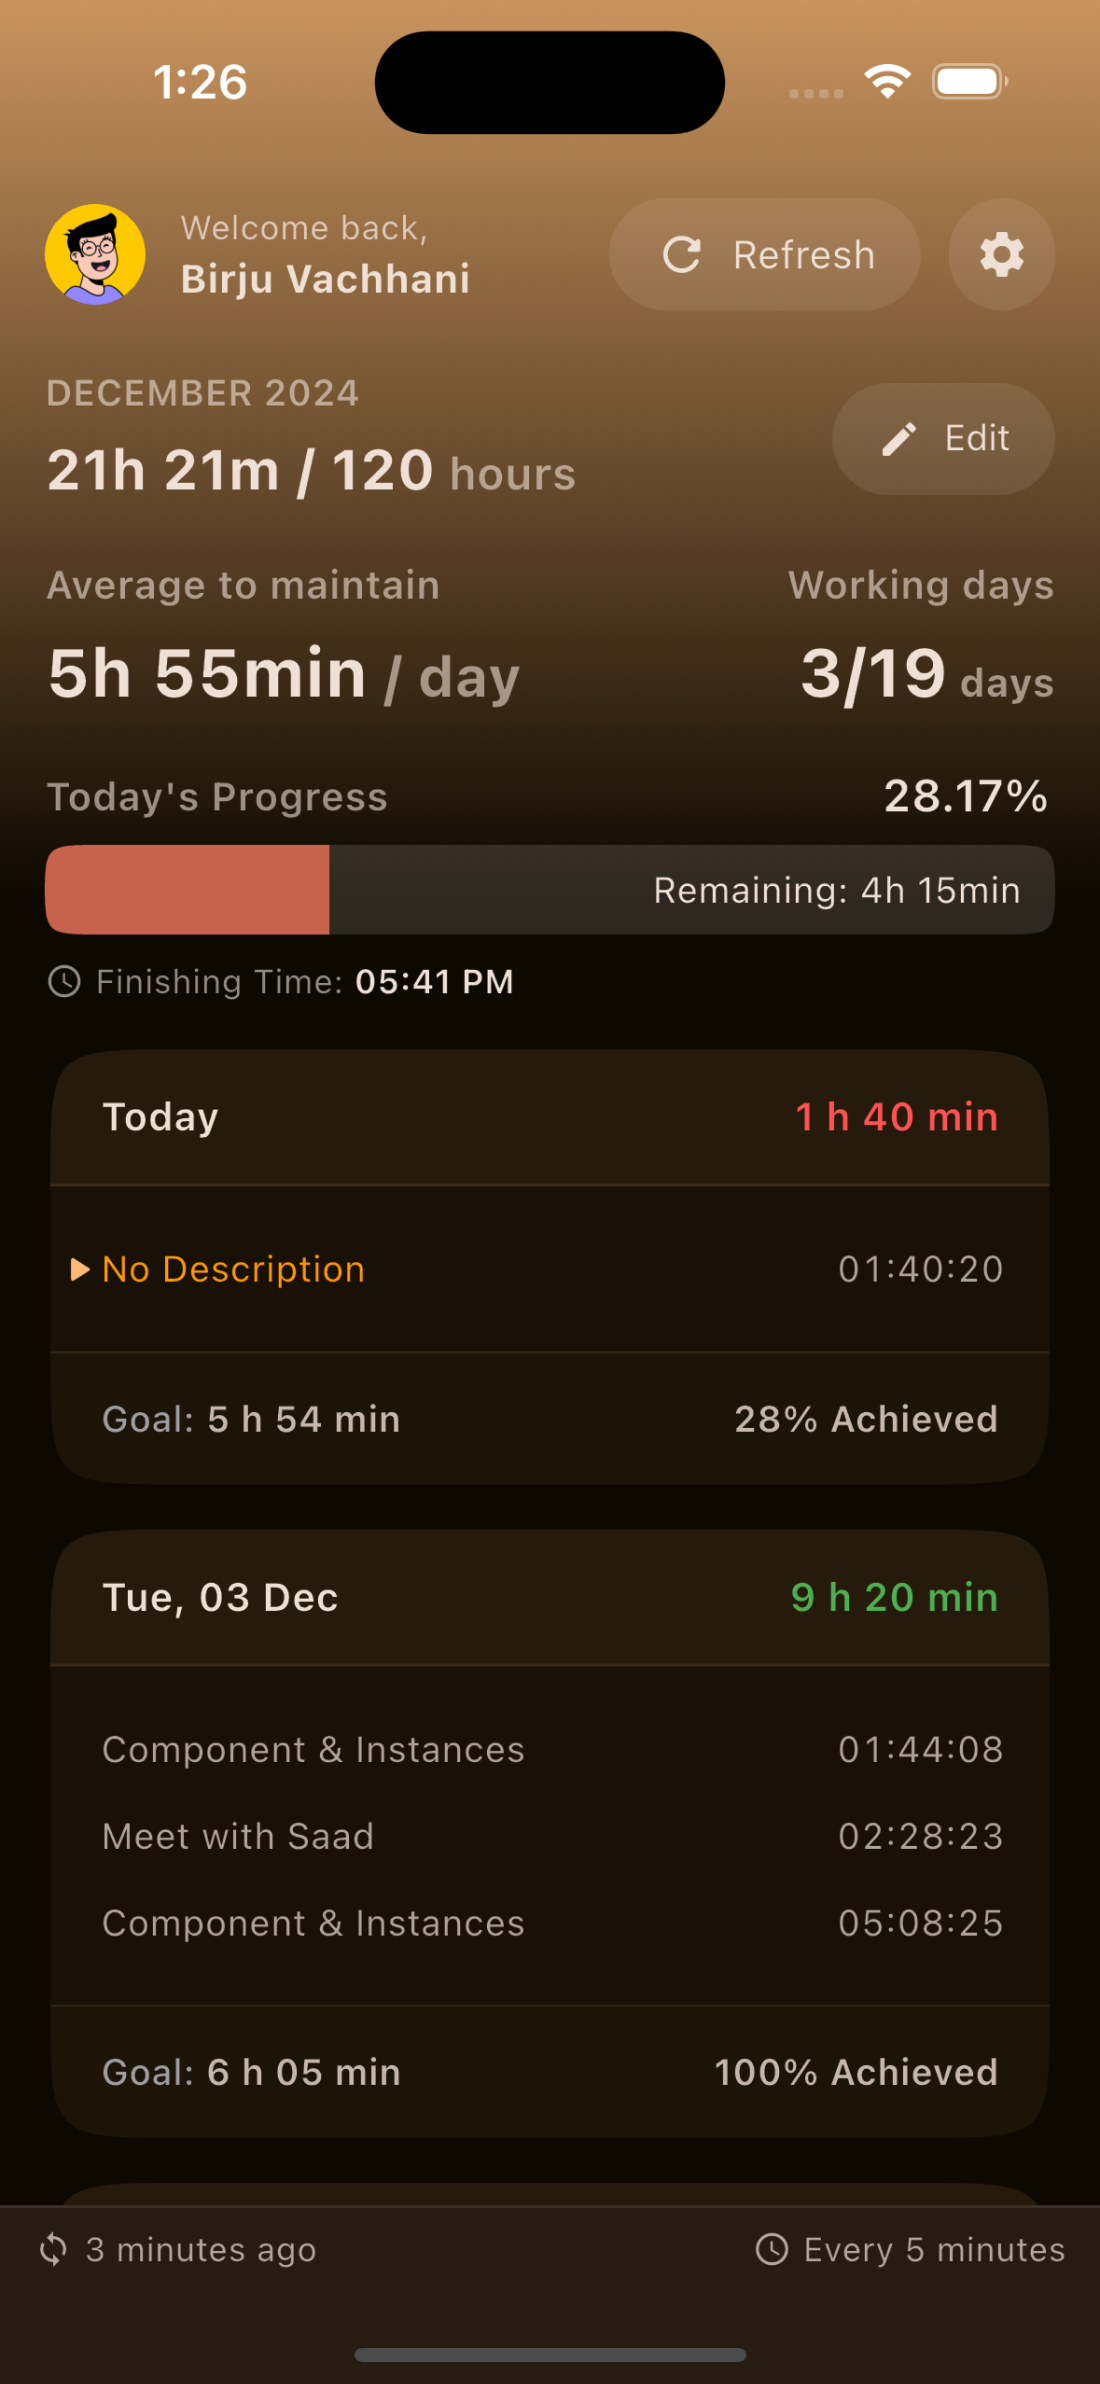 1:26
Welcome back,
Birju Vachhani
Refresh
DECEMBER 2024
21h 21m / 120 hours
Edit
Average to maintain
Working days
5h 55min / day
3/19 days
Today's Progress
28.17%
Remaining: 4h 15min
Finishing Time: 05:41 PM
Today
1 h 40 min
No Description
01:40:20
Goal: 5 h 54 min
28% Achieved
Tue, 03 Dec
9 h 20 min
Component & Instances
01:44:08
Meet with Saad
02:28:23
Component & Instances
05:08:25
Goal: 6 h 05 min
100% Achieved
3 minutes ago
Every 5 minutes